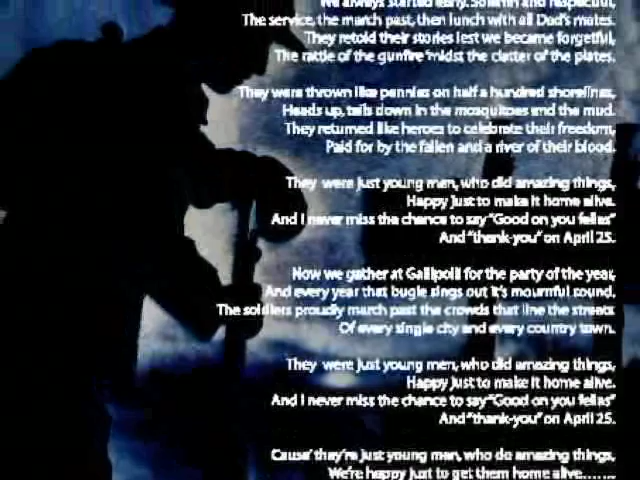 We always started early. Solemn and respectful,
The service, the march past, then lunch with all Dad's mates.
They retold their stories lest we became forgetful,
The rattle of the gunfire 'midst the clatter of the plates.
They were thrown like pennies on half a hundred shorelines,
Heads up, tails down in the mosquitoes and the mud.
They returned like heroes to celebrate their freedom,
Paid for by the fallen and a river of their blood.
They were just young men, who did amazing things,
Happy just to make it home alive.
And I never miss the chance to say "Good on you fellas"
And "thank-you" on April 25.
Now we gather at Gallipoli for the party of the year,
And every year that bugle sings out it's mournful sound.
The soldiers proudly march past the crowds that line the streets
Of every single city and every country town.
They were just young men, who did amazing things,
Happy just to make it home alive.
And I never miss the chance to say "Good on you fellas"
And "thank-you" on April 25.
Cause' they're just young men, who do amazing things,
We're happy just to get them home alive.......